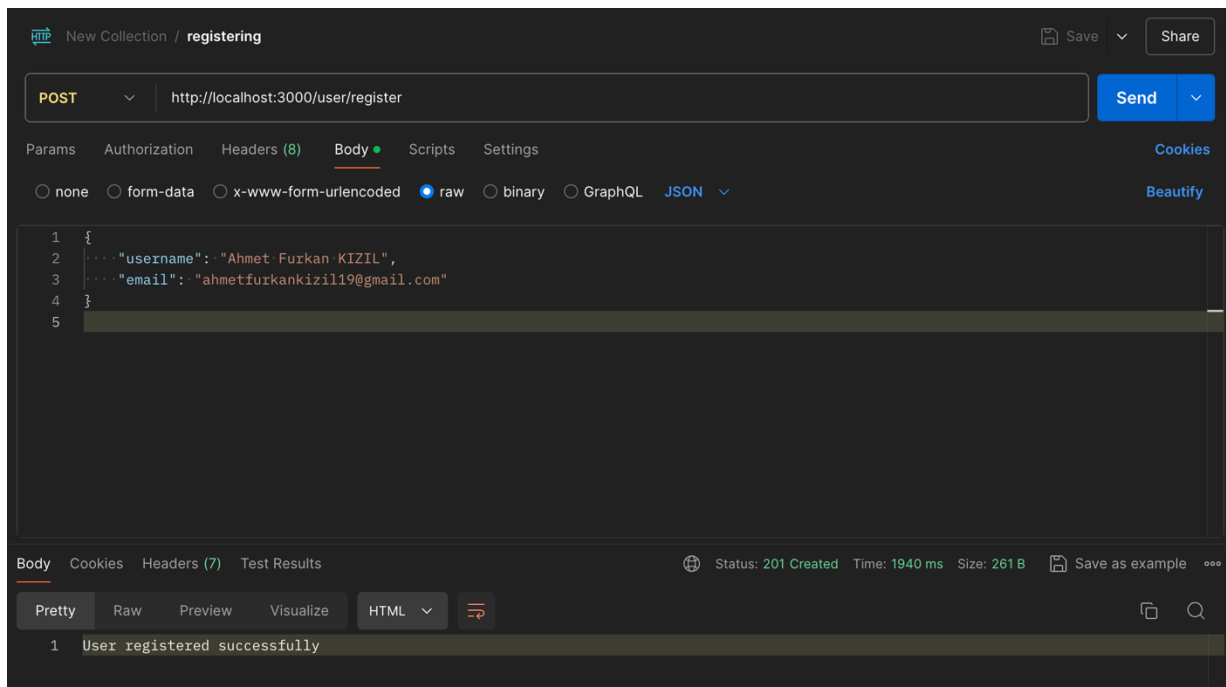 HTTP New Collection / registering Save Share
POST http://localhost:3000/user/register Send
Params Authorization Headers (8) Body Scripts Settings Cookies
none form-data x-www-form-urlencoded raw binary GraphQL JSON Beautify
1 {
2 "username": "Ahmet Furkan KIZIL",
3 "email": "ahmetfurkankizil19@gmail.com"
4 }
5
Body Cookies Headers (7) Test Results Status: 201 Created Time: 1940 ms Size: 261 B Save as example
Pretty Raw Preview Visualize HTML
1 User registered successfully